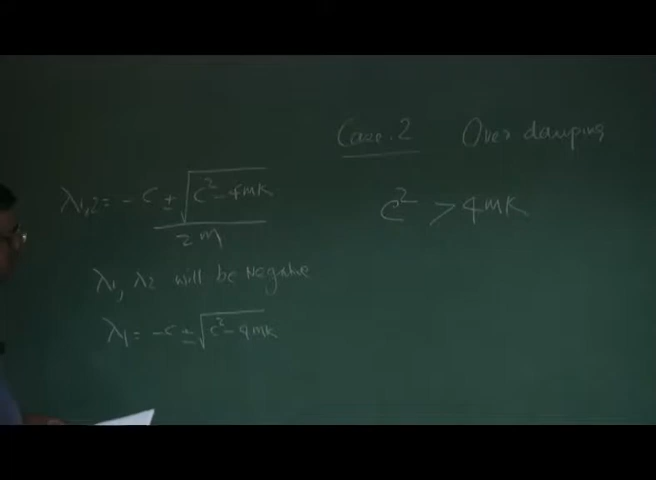 Case. 2 Over damping
λ1,2 = -c ± √(c² - 4mk) / 2m
c² > 4mk
λ1, λ2 will be Negative
λ1 = -c ± √(c² - 4mk)